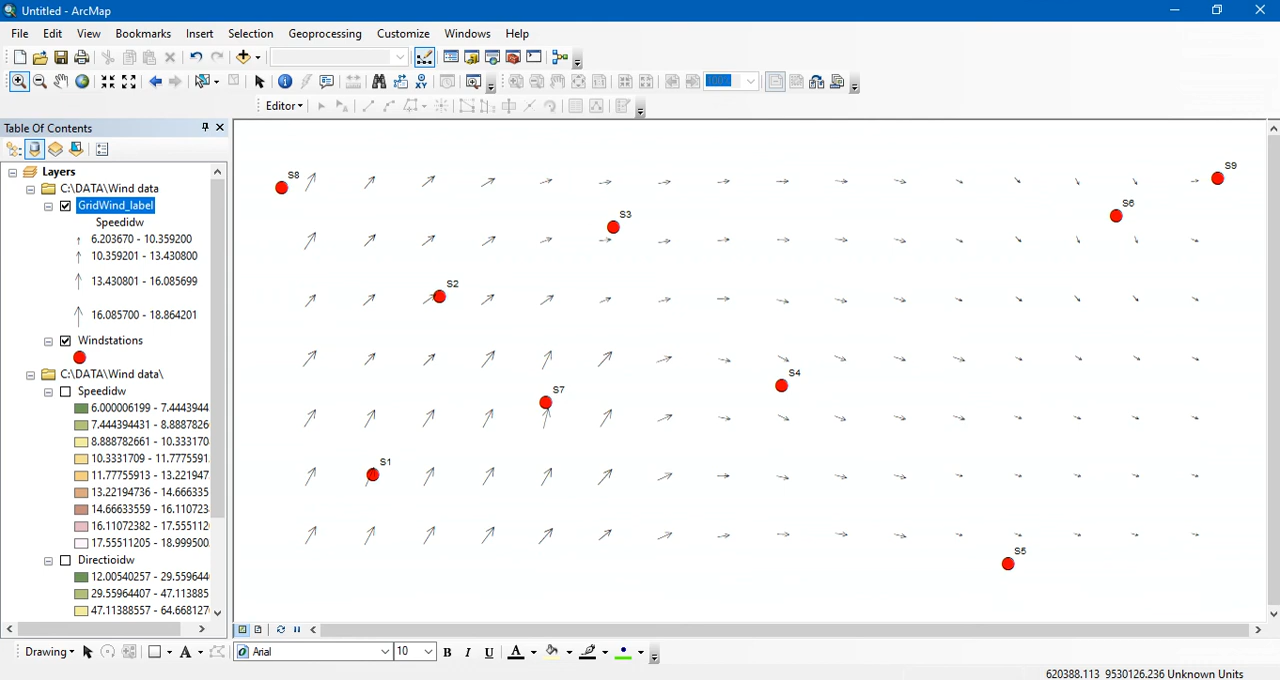 Untitled - ArcMap
File Edit View Bookmarks Insert Selection Geoprocessing Customize Windows Help
Editor
Table Of Contents
Layers
C:\DATA\Wind data
GridWind_label
Speedidw
6.203670 - 10.359200
10.359201 - 13.430800
13.430801 - 16.085699
16.085700 - 18.864201
Windstations
C:\DATA\Wind data\
Speedidw
6.000006199 - 7.4443944
7.444394431 - 8.8887826
8.888782661 - 10.333170
10.3331709 - 11.7775591
11.77755913 - 13.221947
13.22194736 - 14.666335
14.66633559 - 16.110723
16.11072382 - 17.555112
17.55511205 - 18.999500
Directioidw
12.00540257 - 29.559644
29.55964407 - 47.113885
47.11388557 - 64.668127
S8
S9
S6
S3
S2
S4
S7
S1
S5
Drawing
Arial
10
B I U A
620388.113 9530126.236 Unknown Units